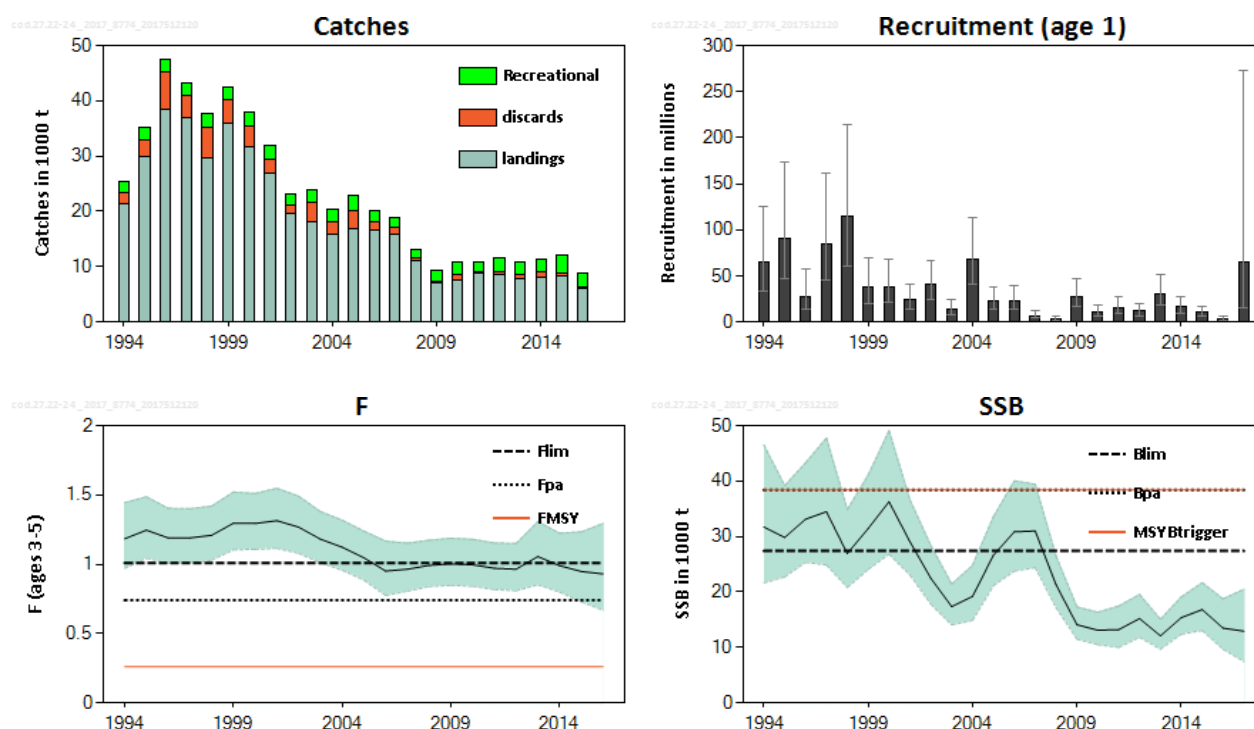 cod.27.22-24_2017_8774_2017512120
Catches
Catches in 1000 t
50
40
30
20
10
0
Recreational
discards
landings
1994 1999 2004 2009 2014
cod.27.22-24_2017_8774_2017512120
Recruitment (age 1)
Recruitment in millions
300
250
200
150
100
50
0
1994 1999 2004 2009 2014
cod.27.22-24_2017_8774_2017512120
F
F (ages 3-5)
2
1.5
1
0.5
0
Flim
Fpa
FMSY
1994 1999 2004 2009 2014
cod.27.22-24_2017_8774_2017512120
SSB
SSB in 1000 t
50
40
30
20
10
0
Blim
Bpa
MSY Btrigger
1994 1999 2004 2009 2014